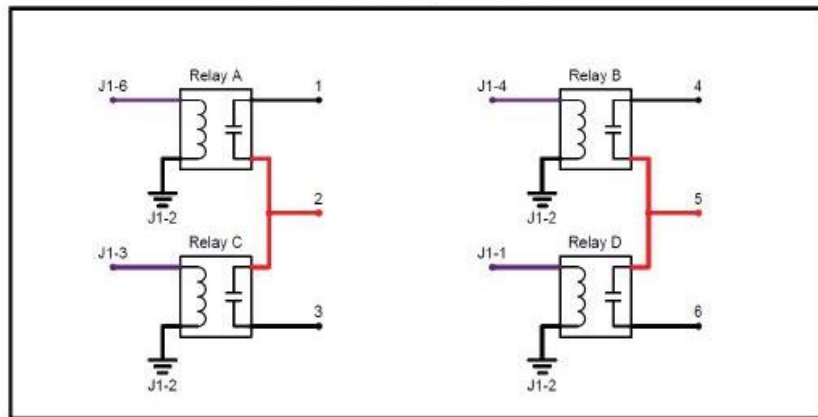 Relay A
J1-6
1
J1-2
2
Relay C
J1-3
3
J1-2
Relay B
J1-4
4
J1-2
5
Relay D
J1-1
6
J1-2